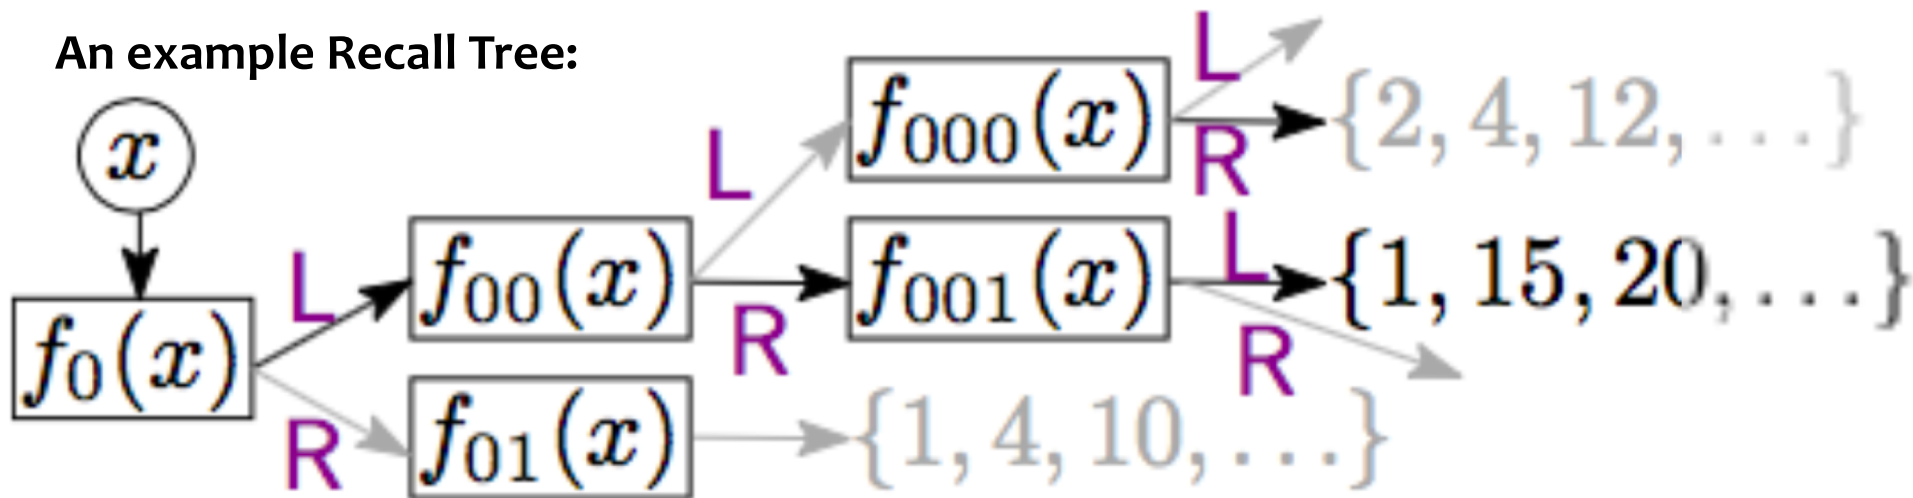 An example Recall Tree:
x
f₀(x)
L
R
f₀₀(x)
f₀₁(x)
L
R
{1, 4, 10, ...}
f₀₀₀(x)
f₀₀₁(x)
L
R
{2, 4, 12, ...}
L
R
{1, 15, 20, ...}